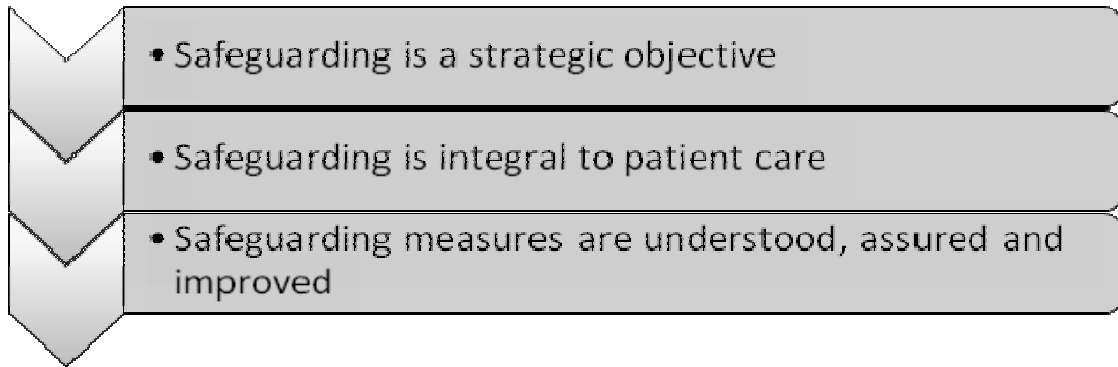 • Safeguarding is a strategic objective
• Safeguarding is integral to patient care
• Safeguarding measures are understood, assured and
improved